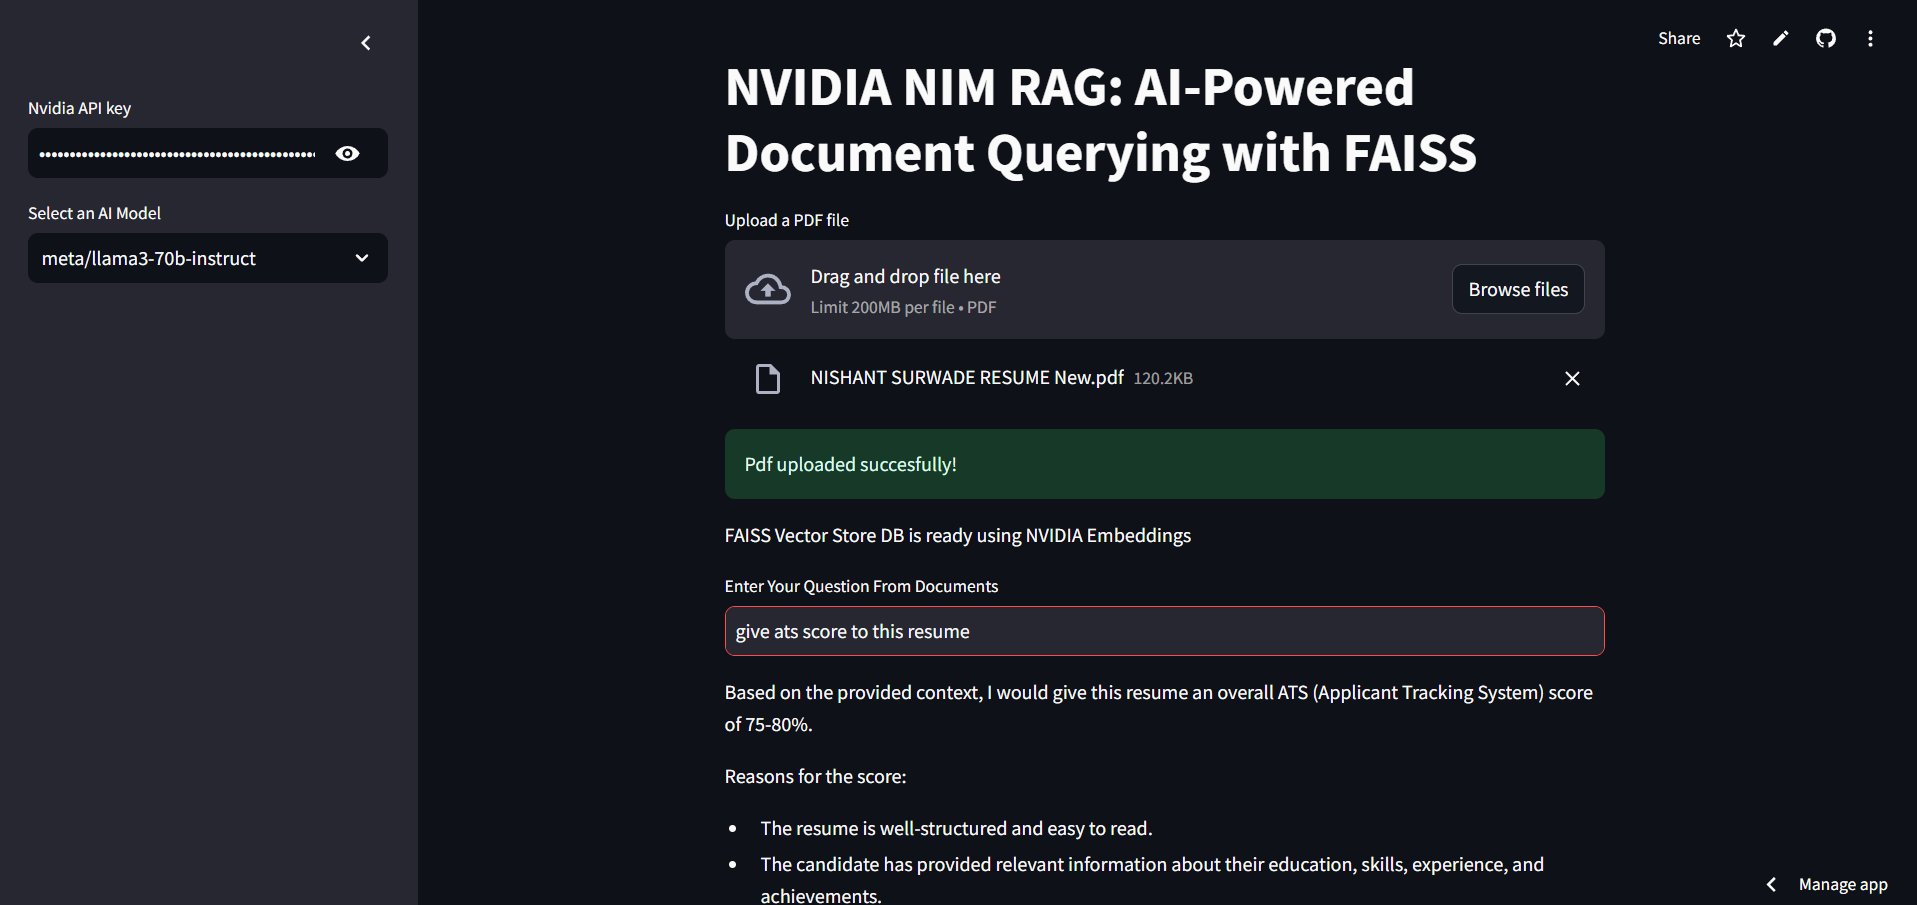 Share
Nvidia API key
Select an AI Model
meta/llama3-70b-instruct
NVIDIA NIM RAG: AI-Powered
Document Querying with FAISS
Upload a PDF file
Drag and drop file here
Limit 200MB per file • PDF
Browse files
NISHANT SURWADE RESUME New.pdf 120.2KB
Pdf uploaded succesfully!
FAISS Vector Store DB is ready using NVIDIA Embeddings
Enter Your Question From Documents
give ats score to this resume
Based on the provided context, I would give this resume an overall ATS (Applicant Tracking System) score
of 75-80%.
Reasons for the score:
• The resume is well-structured and easy to read.
• The candidate has provided relevant information about their education, skills, experience, and
achievements.
Manage app